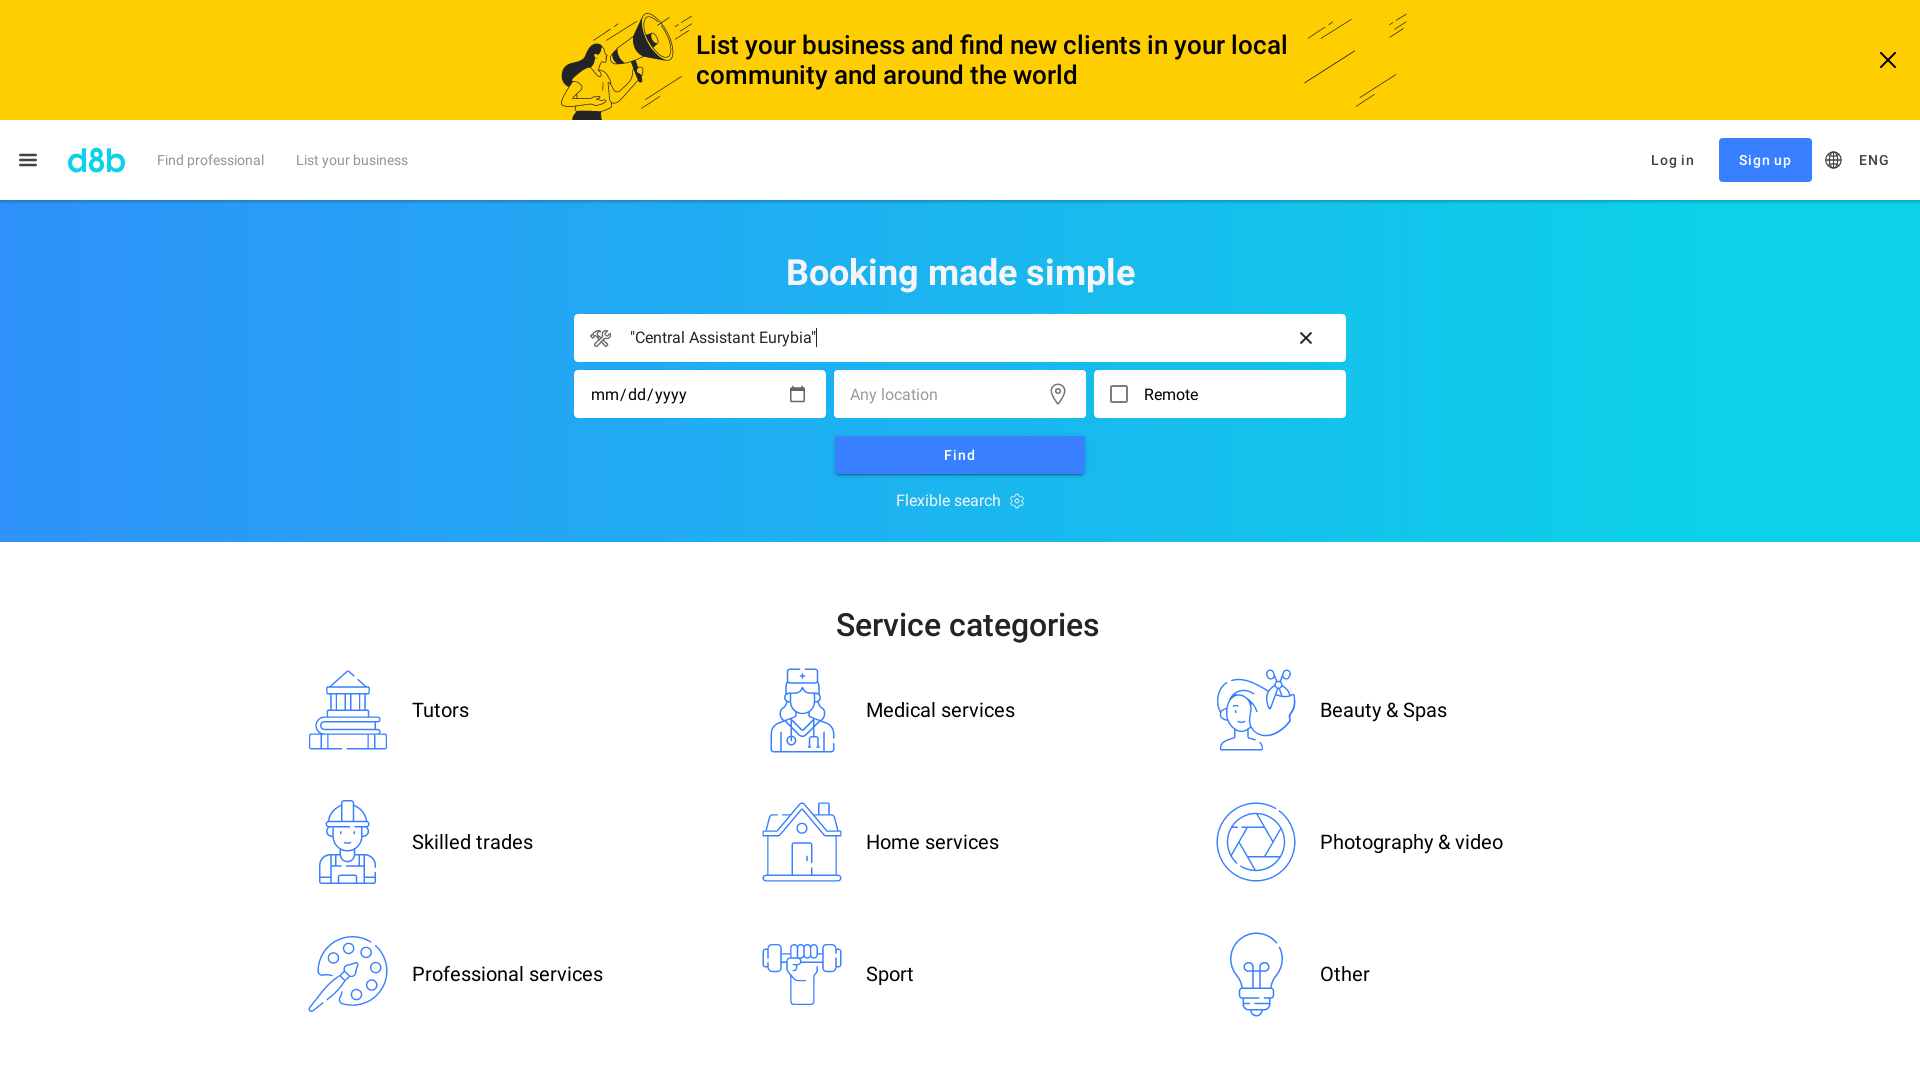 List your business and find new clients in your local
community and around the world
d8b
Find professional
List your business
Log in
Sign up
ENG
Booking made simple
"Central Assistant Eurybia"
mm/dd/yyyy
Any location
Remote
Find
Flexible search
Service categories
Tutors
Medical services
Beauty & Spas
Skilled trades
Home services
Photography & video
Professional services
Sport
Other